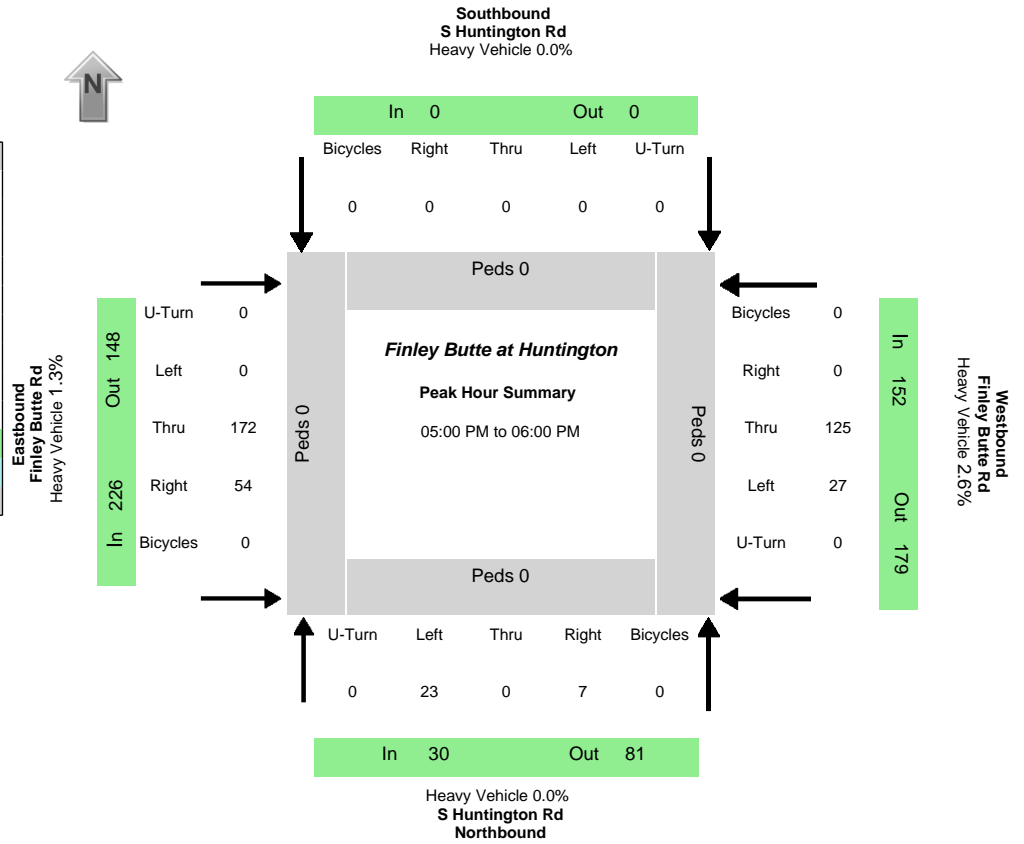 Southbound
S Huntington Rd
Heavy Vehicle 0.0%
N
In 0 Out 0
Bicycles Right Thru Left U-Turn
0 0 0 0 0
Peds 0
Eastbound
Finley Butte Rd
Heavy Vehicle 1.3%
Out 148
In 226
U-Turn 0
Left 0
Thru 172
Right 54
Bicycles 0
Peds 0
Finley Butte at Huntington
Peak Hour Summary
05:00 PM to 06:00 PM
Peds 0
Bicycles 0
Right 0
Thru 125
Left 27
U-Turn 0
In 152
Out 179
Westbound
Finley Butte Rd
Heavy Vehicle 2.6%
Peds 0
U-Turn Left Thru Right Bicycles
0 23 0 7 0
In 30 Out 81
Heavy Vehicle 0.0%
S Huntington Rd
Northbound